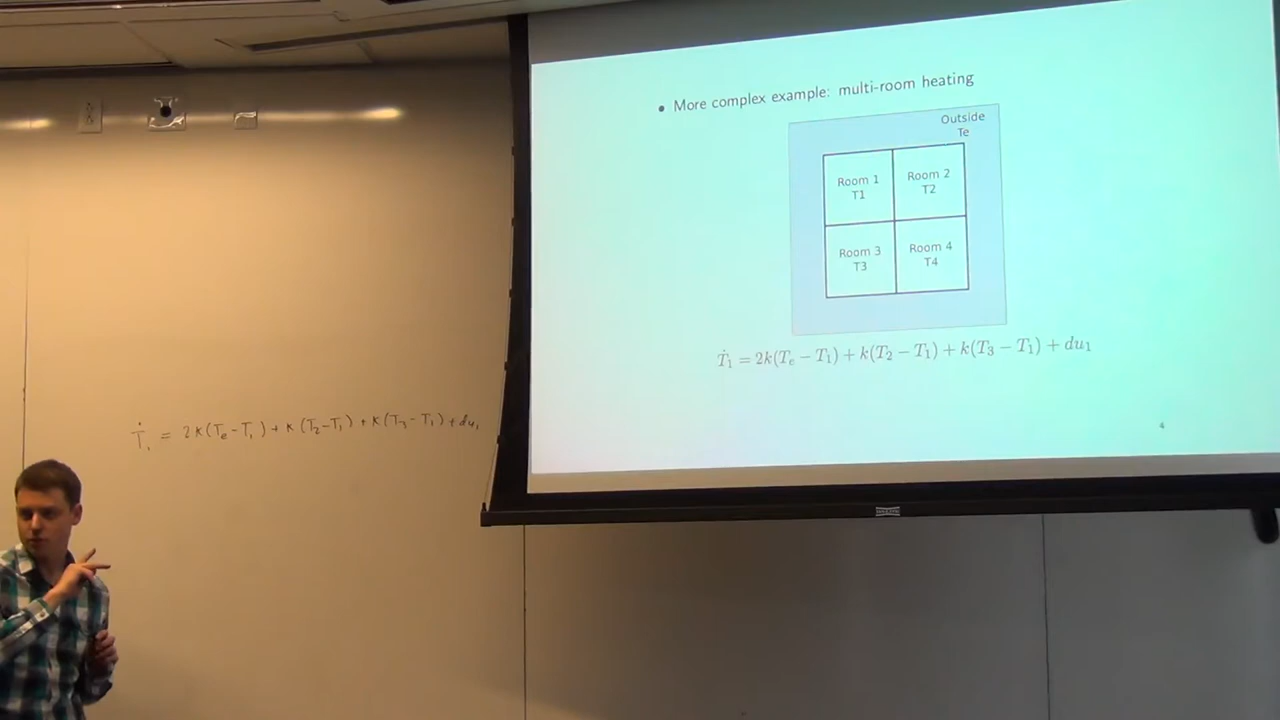 • More complex example: multi-room heating
Outside
Te
Room 1
T1
Room 2
T2
Room 3
T3
Room 4
T4
Ṫ₁ = 2k(Tₑ − T₁) + k(T₂ − T₁) + k(T₃ − T₁) + du₁
4
Ṫ₁ = 2k(Tₑ − T₁) + k(T₂ − T₁) + k(T₃ − T₁) + du₁